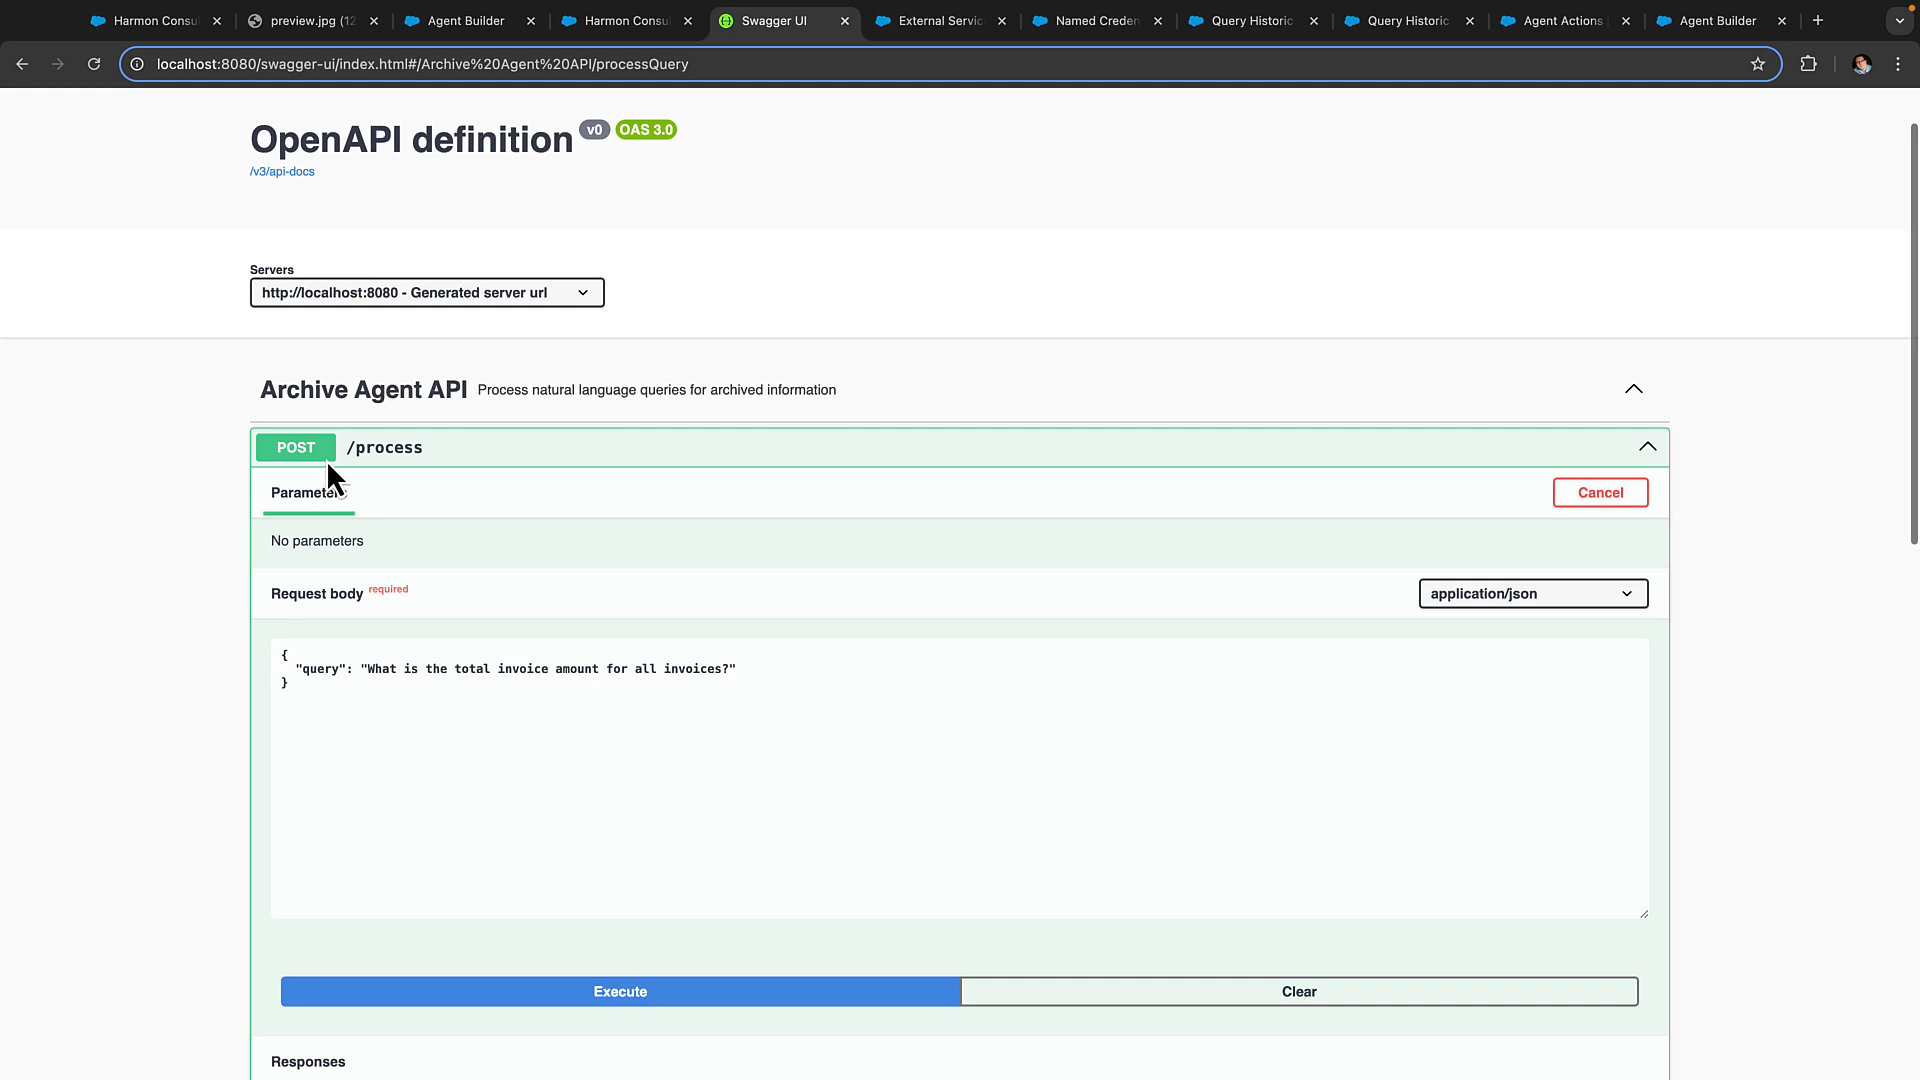 Harmon Consu
preview.jpg (12
Agent Builder
Harmon Consu
Swagger UI
External Servic
Named Creden
Query Historic
Query Historic
Agent Actions
Agent Builder
localhost:8080/swagger-ui/index.html#/Archive%20Agent%20API/processQuery
OpenAPI definition v0 OAS 3.0
/v3/api-docs
Servers
http://localhost:8080 - Generated server url
Archive Agent API Process natural language queries for archived information
POST /process
Parameter
Cancel
No parameters
Request body required
application/json
{
"query": "What is the total invoice amount for all invoices?"
}
Execute
Clear
Responses